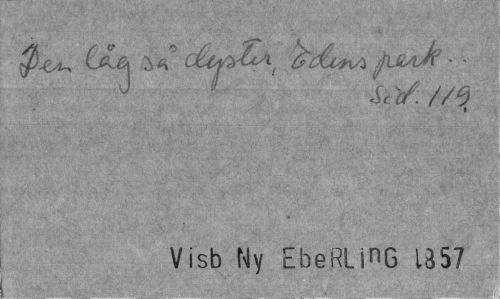 Den låg så dyster, Edens park..
Sid. 119.
Visb Ny EbeRLinG 1857